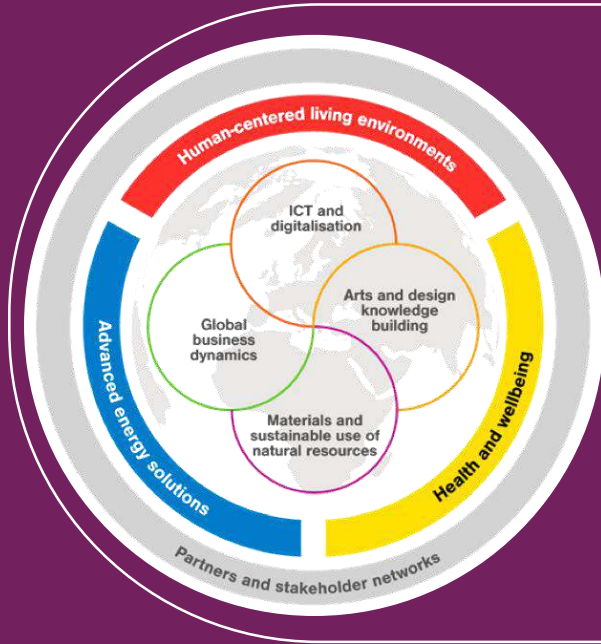 Human-centered living environments
ICT and
digitalisation
Arts and design
knowledge
building
Global
business
dynamics
Materials and
sustainable use of
natural resources
Advanced energy solutions
Health and wellbeing
Partners and stakeholder networks